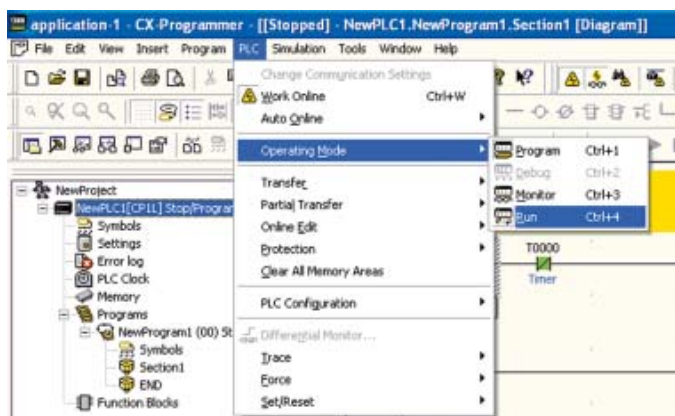 application-1 - CX-Programmer - [[Stopped] - NewPLC1.NewProgram1.Section1 [Diagram]]
File Edit View Insert Program PLC Simulation Tools Window Help
Change Communication Settings
Work Online Ctrl+W
Auto Online
Operating Mode
Program Ctrl+1
Debug Ctrl+2
Monitor Ctrl+3
Run Ctrl+4
Transfer
Partial Transfer
Online Edit
Protection
Clear All Memory Areas
PLC Configuration
Differential Monitor...
Trace
Force
Set/Reset
NewProject
NewPLC1[CP1L] Stop/Program
Symbols
Settings
Error log
PLC Clock
Memory
Programs
NewProgram1 (00) St
Symbols
Section1
END
Function Blocks
T0000
Timer